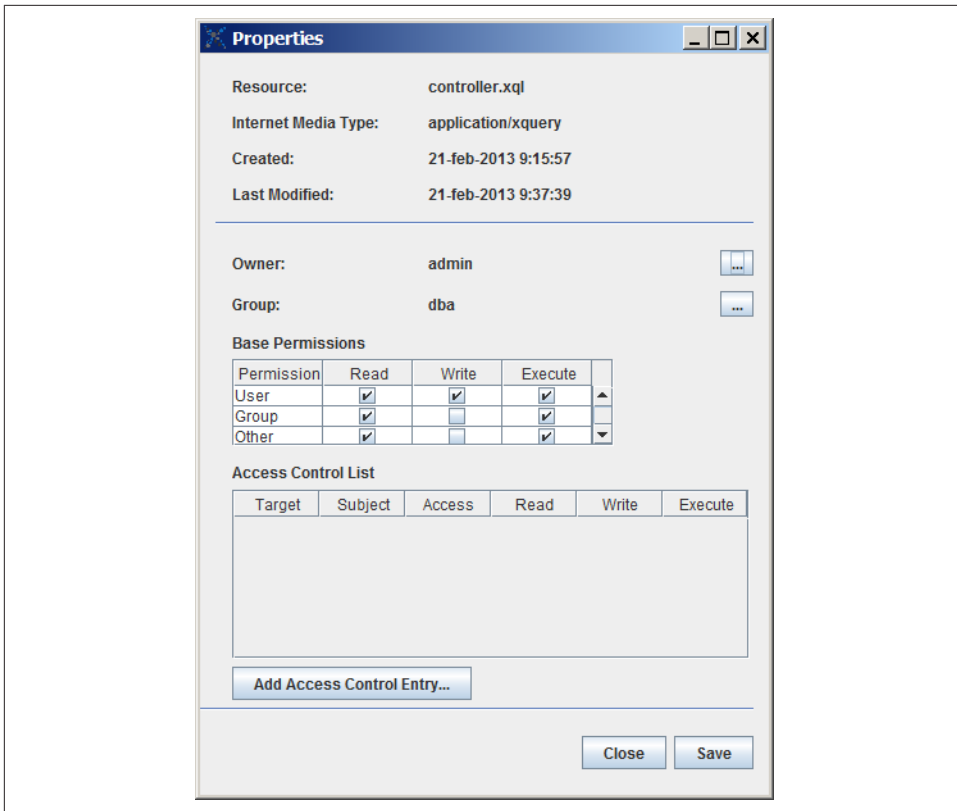 Properties
Resource: controller.xql
Internet Media Type: application/xquery
Created: 21-feb-2013 9:15:57
Last Modified: 21-feb-2013 9:37:39
Owner: admin ...
Group: dba ...
Base Permissions
Permission Read Write Execute
User
Group
Other
Access Control List
Target Subject Access Read Write Execute
Add Access Control Entry...
Close Save